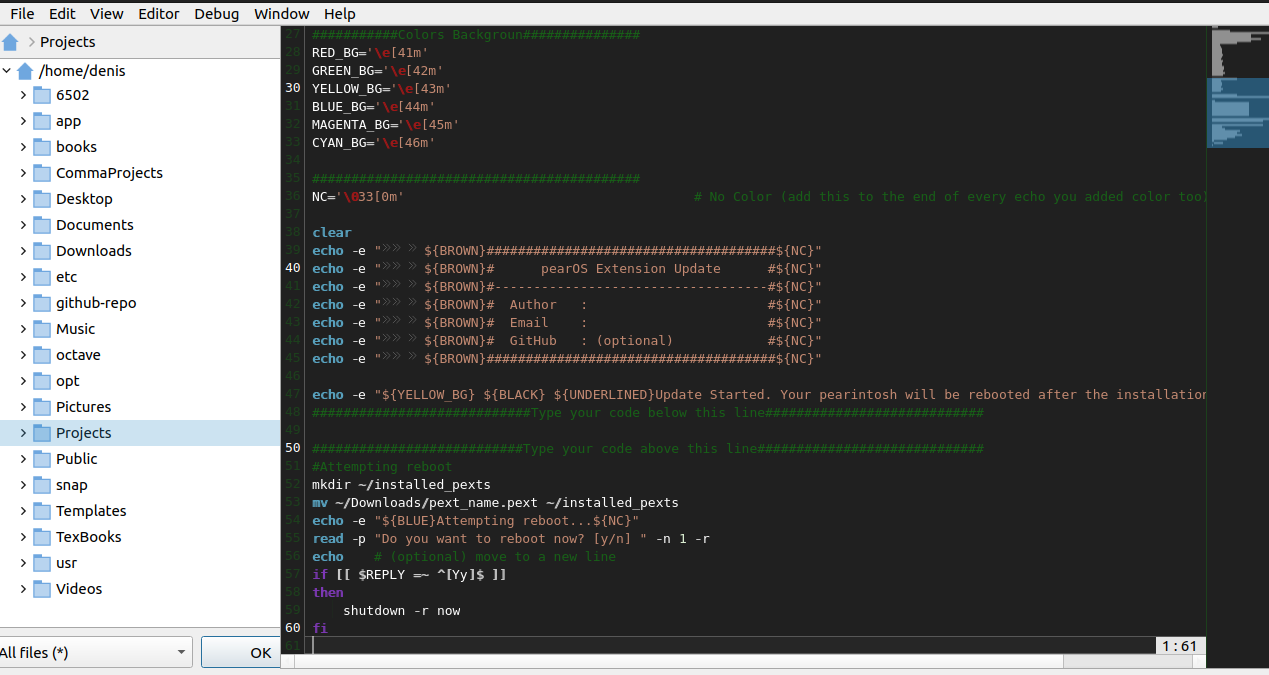 File Edit View Editor Debug Window Help
Projects
/home/denis
6502
app
books
CommaProjects
Desktop
Documents
Downloads
etc
github-repo
Music
octave
opt
Pictures
Projects
Public
snap
Templates
TexBooks
usr
Videos
All files (*)
OK
27 ###########Colors Backgroun###############
28 RED_BG='\e[41m'
29 GREEN_BG='\e[42m'
30 YELLOW_BG='\e[43m'
31 BLUE_BG='\e[44m'
32 MAGENTA_BG='\e[45m'
33 CYAN_BG='\e[46m'
34
35 ##########################################
36 NC='\033[0m' # No Color (add this to the end of every echo you added color too)
37
38 clear
39 echo -e "»» » ${BROWN}#####################################${NC}"
40 echo -e "»» » ${BROWN}#      pearOS Extension Update      #${NC}"
41 echo -e "»» » ${BROWN}#-----------------------------------#${NC}"
42 echo -e "»» » ${BROWN}#  Author   :                       #${NC}"
43 echo -e "»» » ${BROWN}#  Email    :                       #${NC}"
44 echo -e "»» » ${BROWN}#  GitHub   : (optional)            #${NC}"
45 echo -e "»» » ${BROWN}#####################################${NC}"
46
47 echo -e "${YELLOW_BG} ${BLACK} ${UNDERLINED}Update Started. Your pearintosh will be rebooted after the installation
48 ############################Type your code below this line############################
49
50 ###########################Type your code above this line#############################
51 #Attempting reboot
52 mkdir ~/installed_pexts
53 mv ~/Downloads/pext_name.pext ~/installed_pexts
54 echo -e "${BLUE}Attempting reboot...${NC}"
55 read -p "Do you want to reboot now? [y/n] " -n 1 -r
56 echo    # (optional) move to a new line
57 if [[ $REPLY =~ ^[Yy]$ ]]
58 then
59     shutdown -r now
60 fi
61
1:61